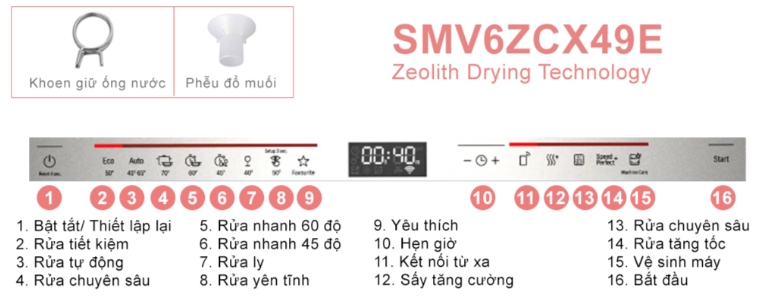 SMV6ZCX49E
Zeolith Drying Technology
Khoen giữ ống nước
Phễu đổ muối
Reset 3 sec.
Eco 50°
Auto 45°-65°
70°
60°
45°
40°
Setup 3 sec.
50°
Favourite
00:40
- +
Speed Perfect+
Machine Care
Start
1 2 3 4 5 6 7 8 9 10 11 12 13 14 15 16
1. Bật tắt/ Thiết lập lại
2. Rửa tiết kiệm
3. Rửa tự động
4. Rửa chuyên sâu
5. Rửa nhanh 60 độ
6. Rửa nhanh 45 độ
7. Rửa ly
8. Rửa yên tĩnh
9. Yêu thích
10. Hẹn giờ
11. Kết nối từ xa
12. Sấy tăng cường
13. Rửa chuyên sâu
14. Rửa tăng tốc
15. Vệ sinh máy
16. Bắt đầu